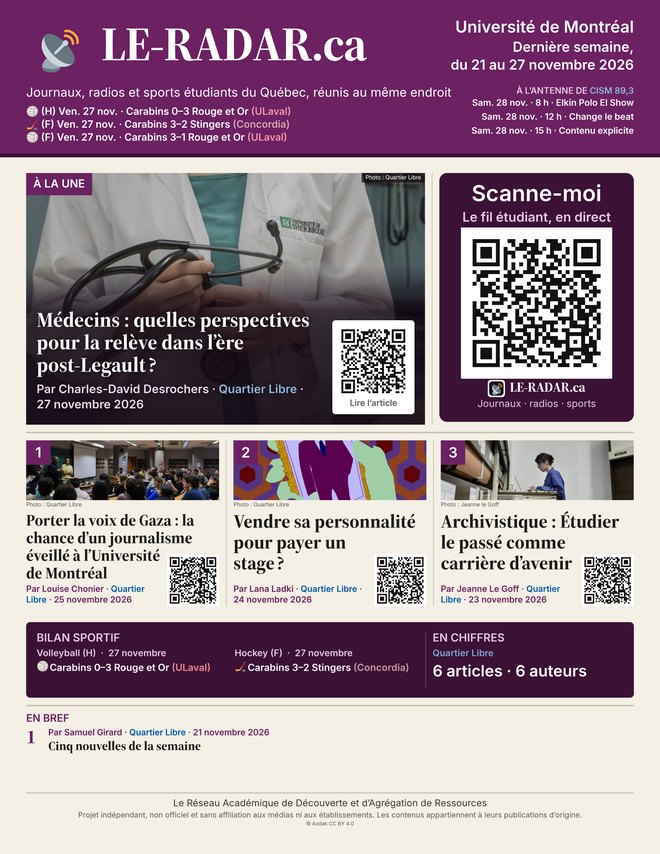 LE-RADAR.ca
Journaux, radios et sports étudiants du Québec, réunis au même endroit
(H) Ven. 27 nov. · Carabins 0–3 Rouge et Or (ULaval)
(F) Ven. 27 nov. · Carabins 3–2 Stingers (Concordia)
(F) Ven. 27 nov. · Carabins 3–1 Rouge et Or (ULaval)
Université de Montréal
Dernière semaine,
du 21 au 27 novembre 2026
À L'ANTENNE DE CISM 89,3
Sam. 28 nov. · 8 h · Elkin Polo El Show
Sam. 28 nov. · 12 h · Change le beat
Sam. 28 nov. · 15 h · Contenu explicite
À LA UNE
Photo : Quartier Libre
UNIVERSITÉ DE
SHERBROOKE
Médecins : quelles perspectives
pour la relève dans l'ère
post-Legault ?
Par Charles-David Desrochers · Quartier Libre ·
27 novembre 2026
Lire l'article
Scanne-moi
Le fil étudiant, en direct
LE-RADAR.ca
Journaux · radios · sports
1
Photo : Quartier Libre
Porter la voix de Gaza : la
chance d'un journalisme
éveillé à l'Université
de Montréal
Par Louise Chonier · Quartier
Libre · 25 novembre 2026
2
Photo : Quartier Libre
Vendre sa personnalité
pour payer un
stage ?
Par Lana Ladki · Quartier Libre ·
24 novembre 2026
3
Photo : Jeanne le Goff
Archivistique : Étudier
le passé comme
carrière d'avenir
Par Jeanne Le Goff · Quartier
Libre · 23 novembre 2026
BILAN SPORTIF
Volleyball (H) · 27 novembre
Carabins 0–3 Rouge et Or (ULaval)
Hockey (F) · 27 novembre
Carabins 3–2 Stingers (Concordia)
EN CHIFFRES
Quartier Libre
6 articles · 6 auteurs
EN BREF
1
Par Samuel Girard · Quartier Libre · 21 novembre 2026
Cinq nouvelles de la semaine
Le Réseau Académique de Découverte et d'Agrégation de Ressources
Projet indépendant, non officiel et sans affiliation aux médias ni aux établissements. Les contenus appartiennent à leurs publications d'origine.
© Azdak CC BY 4.0